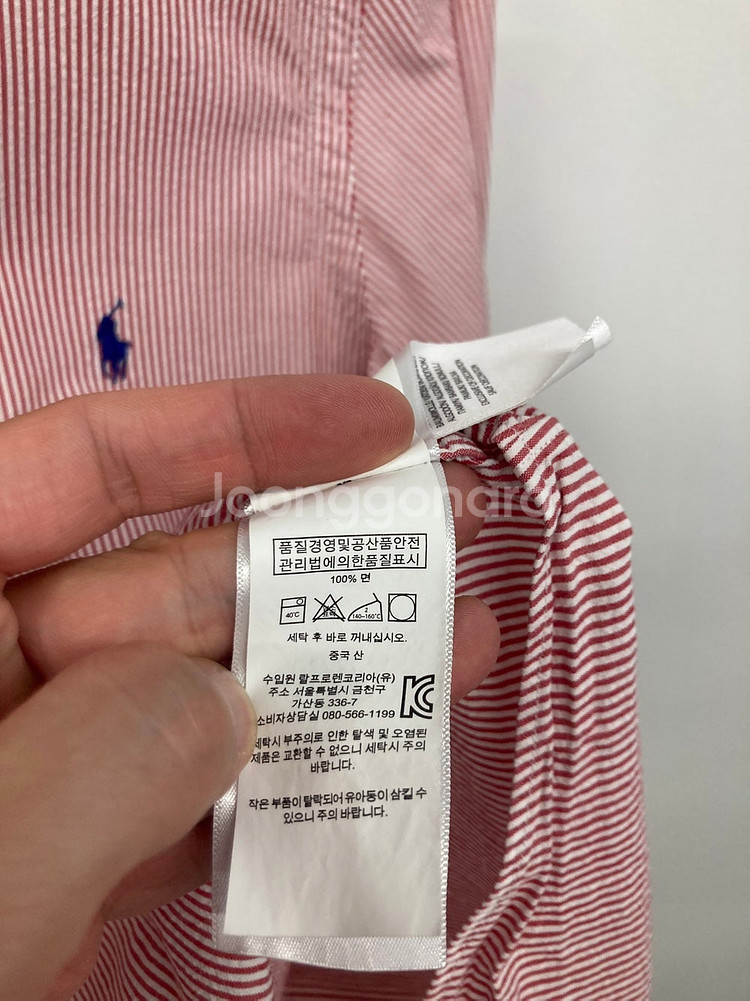 품질경영및공산품안전
관리법에의한품질표시
100% 면
40℃
2
140~160℃
세탁 후 바로 꺼내십시오.
중국 산
수입원 랄프로렌코리아(유)
주소 서울특별시 금천구
가산동 336-7
소비자상담실 080-566-1199
세탁시 부주의로 인한 탈색 및 오염된
제품은 교환할 수 없으니 세탁시 주의
바랍니다.
작은 부품이 탈락되어 유아동이 삼킬 수
있으니 주의 바랍니다.
Joonggonara